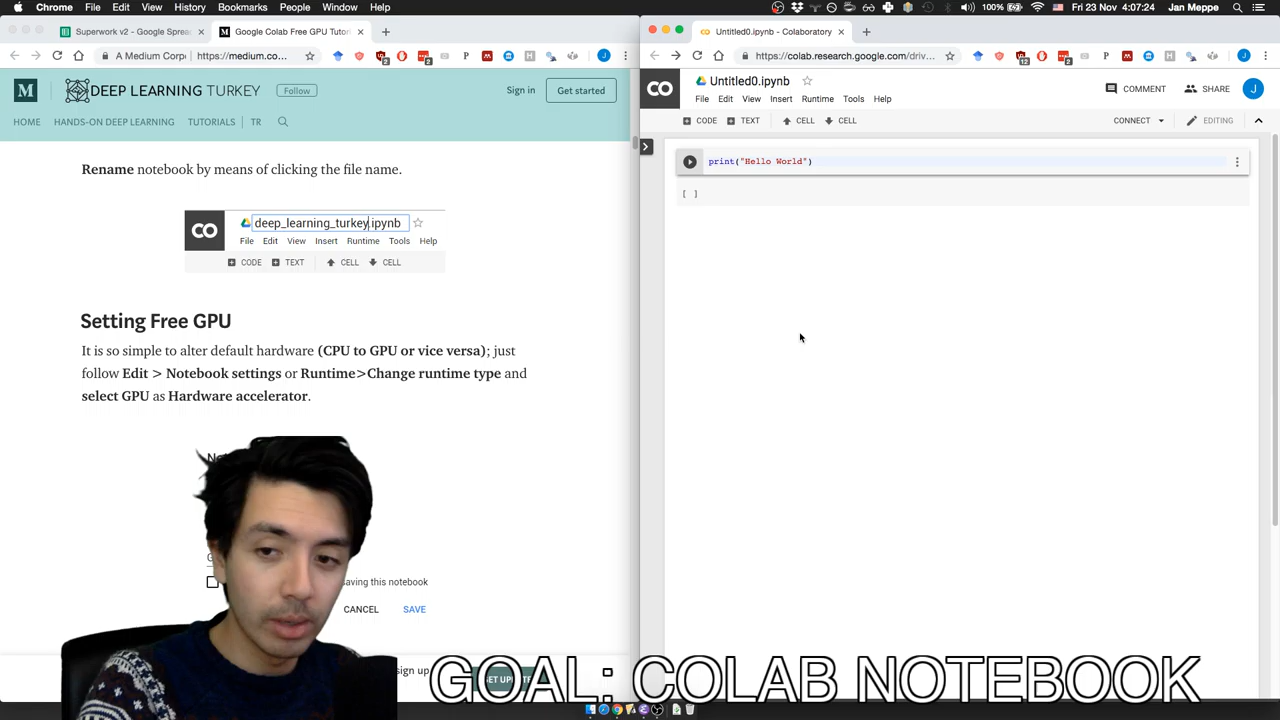 Chrome File Edit View History Bookmarks People Window Help
100% Fri 23 Nov 4:07:24 Jan Meppe
Superwork v2 - Google Sprea
Google Colab Free GPU Tutor
A Medium Corp
https://medium.co...
DEEP LEARNING TURKEY
Follow
Sign in
Get started
HOME HANDS-ON DEEP LEARNING TUTORIALS TR
Rename notebook by means of clicking the file name.
CO
deep_learning_turkey.ipynb
File Edit View Insert Runtime Tools Help
CODE TEXT CELL CELL
Setting Free GPU
It is so simple to alter default hardware (CPU to GPU or vice versa); just
follow Edit > Notebook settings or Runtime>Change runtime type and
select GPU as Hardware accelerator.
saving this notebook
CANCEL SAVE
sign up
Untitled0.ipynb - Colaboratory
https://colab.research.google.com/driv...
CO
Untitled0.ipynb
File Edit View Insert Runtime Tools Help
COMMENT SHARE J
CODE TEXT CELL CELL
CONNECT EDITING
print("Hello World")
[ ]
GOAL: COLAB NOTEBOOK